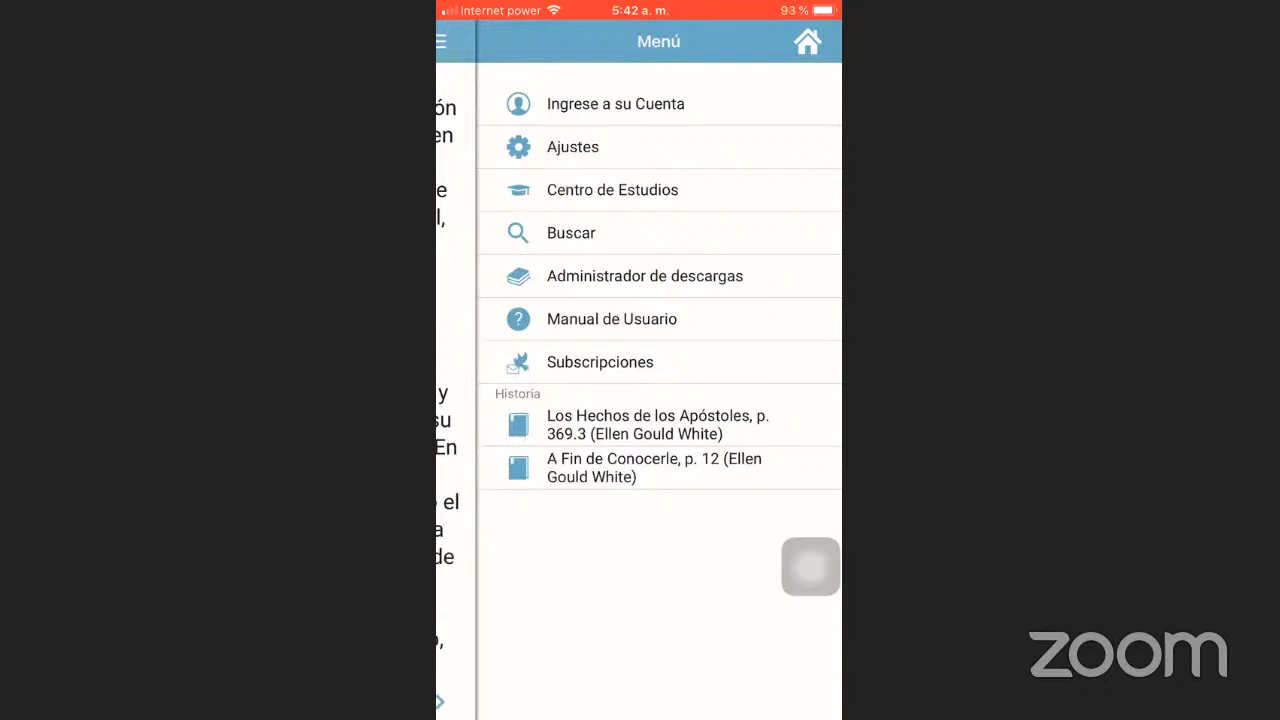 Internet power 5:42 a. m. 93 %
Menú
Ingrese a su Cuenta
Ajustes
Centro de Estudios
Buscar
Administrador de descargas
Manual de Usuario
Subscripciones
Historia
Los Hechos de los Apóstoles, p.
369.3 (Ellen Gould White)
A Fin de Conocerle, p. 12 (Ellen
Gould White)
ón
en
e
l,
y
su
En
el
a
de
o,
zoom